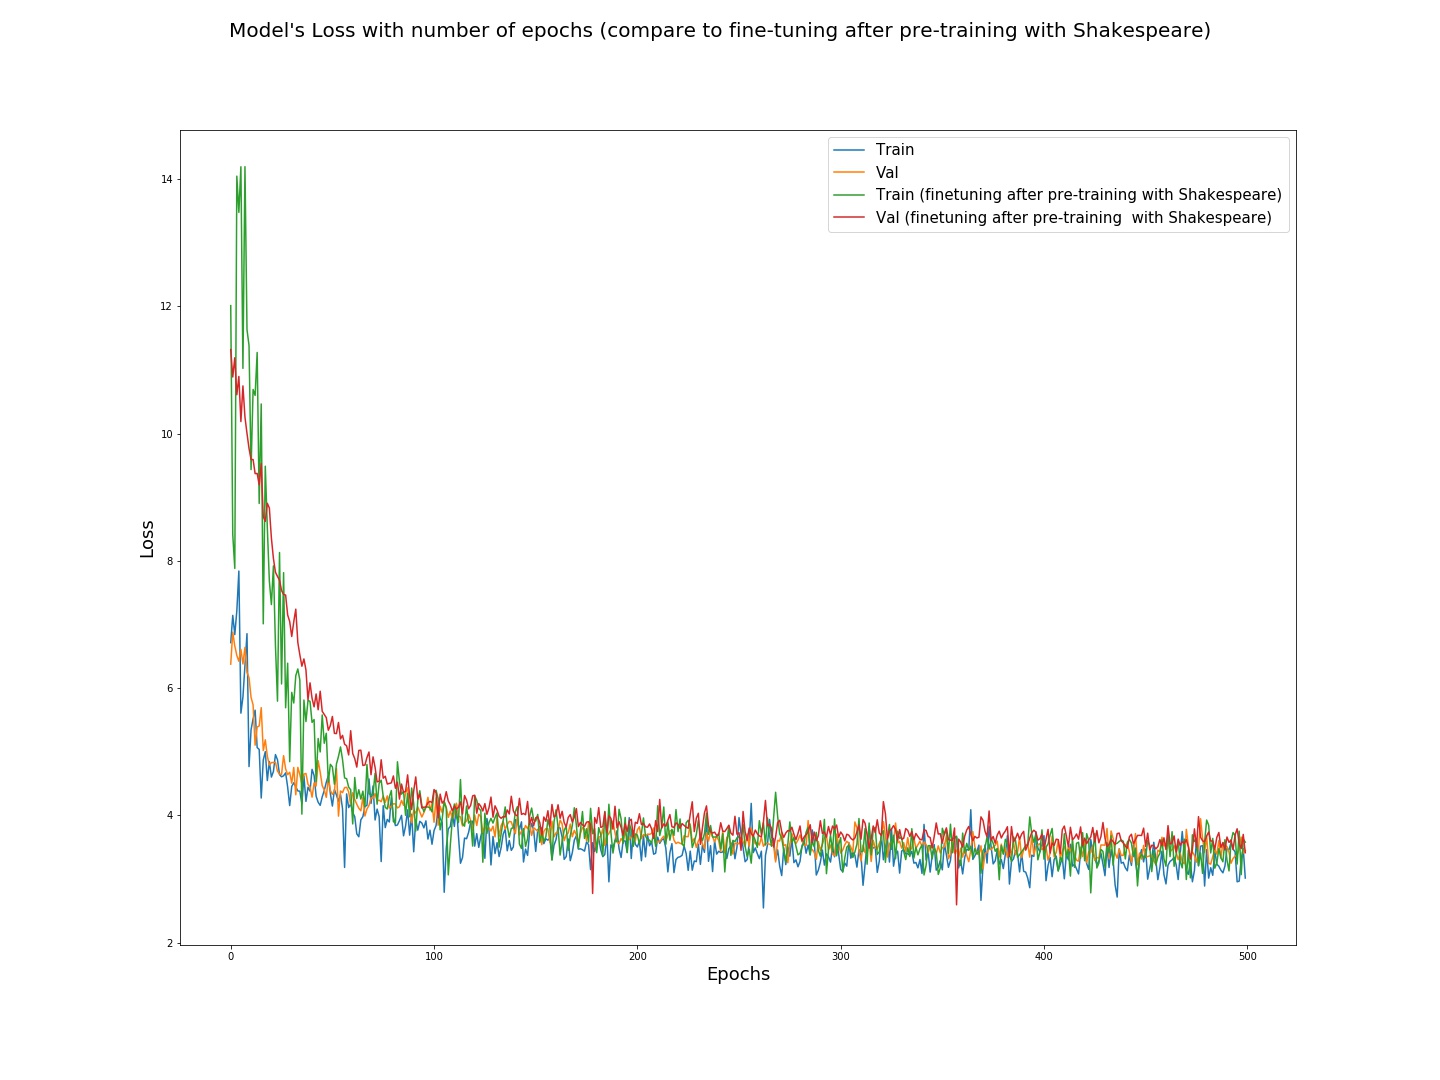 Model's Loss with number of epochs (compare to fine-tuning after pre-training with Shakespeare)
Train
Val
Train (finetuning after pre-training with Shakespeare)
Val (finetuning after pre-training  with Shakespeare)
14
12
10
8
6
4
2
Loss
0
100
200
300
400
500
Epochs